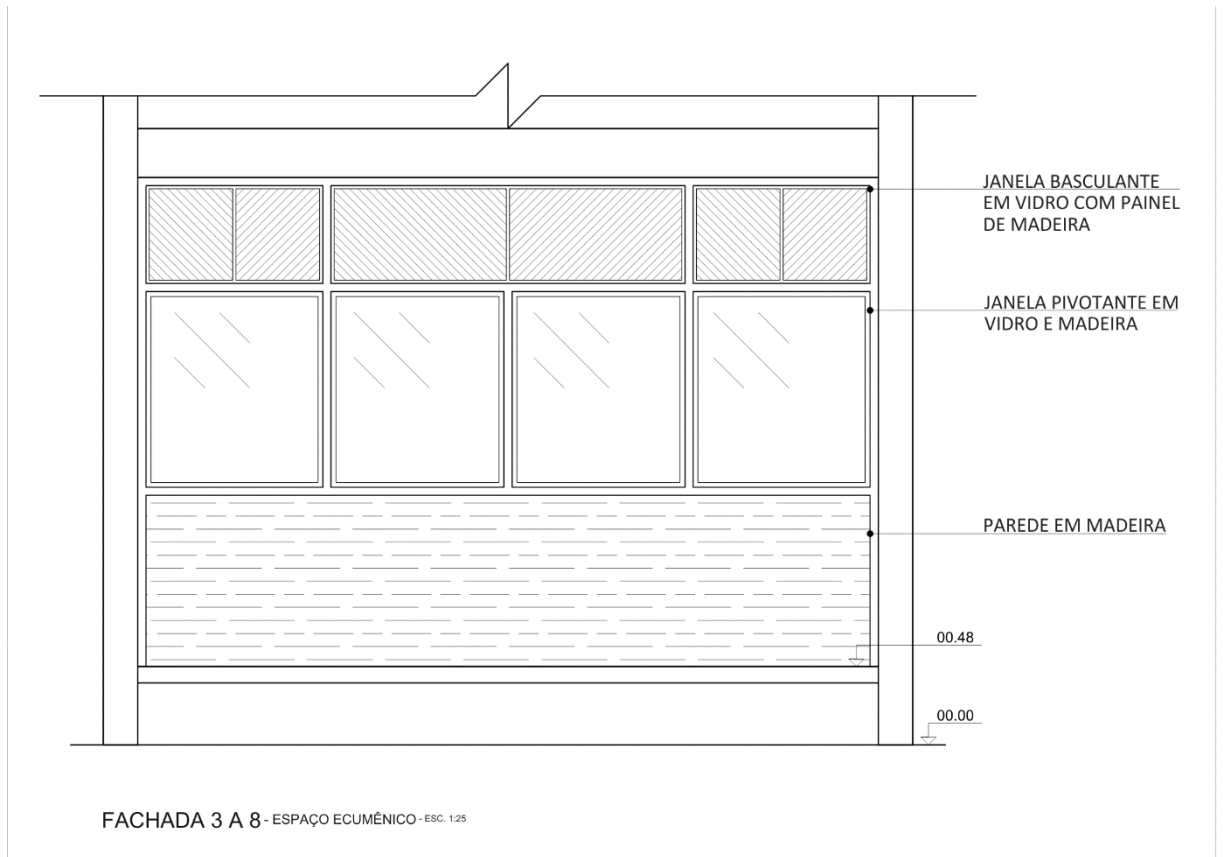 JANELA BASCULANTE
EM VIDRO COM PAINEL
DE MADEIRA
JANELA PIVOTANTE EM
VIDRO E MADEIRA
PAREDE EM MADEIRA
00.48
00.00
FACHADA 3 A 8 - ESPAÇO ECUMÊNICO - ESC. 1:25